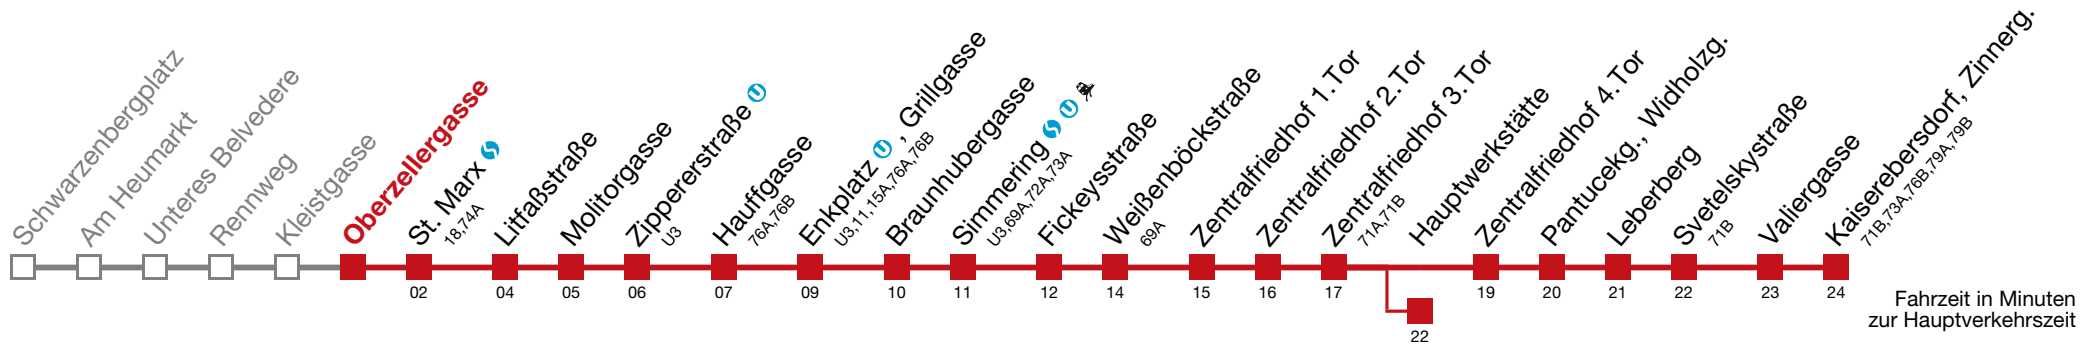 Schwarzenbergplatz
Am Heumarkt
Unteres Belvedere
Rennweg
Kleistgasse
Oberzellergasse
St. Marx S
18,74A
Litfaßstraße
Molitorgasse
Zippererstraße U
U3
Hauffgasse
76A,76B
Enkplatz U , Grillgasse
U3,11,15A,76A,76B
Braunhubergasse
Simmering S U
U3,69A,72A,73A
Fickeysstraße
Weißenböckstraße
69A
Zentralfriedhof 1.Tor
Zentralfriedhof 2.Tor
Zentralfriedhof 3.Tor
71A,71B
Hauptwerkstätte
Zentralfriedhof 4.Tor
Pantucekg., Widholzg.
Leberberg
Svetelskystraße
71B
Valiergasse
Kaiserebersdorf, Zinnerg.
71B,73A,76B,79A,79B
02 04 05 06 07 09 10 11 12 14 15 16 17 19 20 21 22 23 24
22
Fahrzeit in Minuten
zur Hauptverkehrszeit